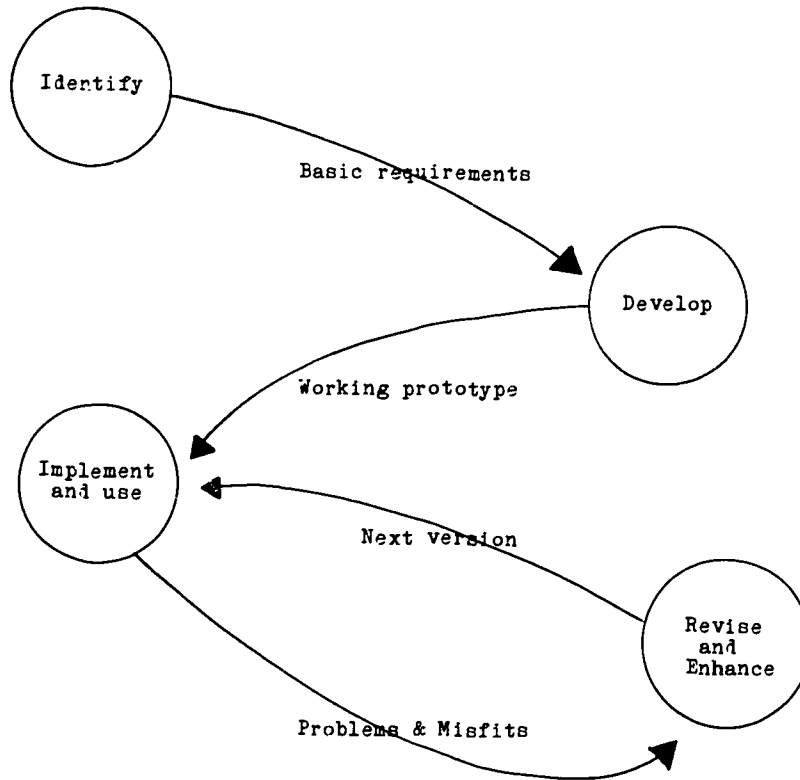 Identify
Basic requirements
Develop
Working prototype
Implement
and use
Next version
Revise
and
Enhance
Problems & Misfits